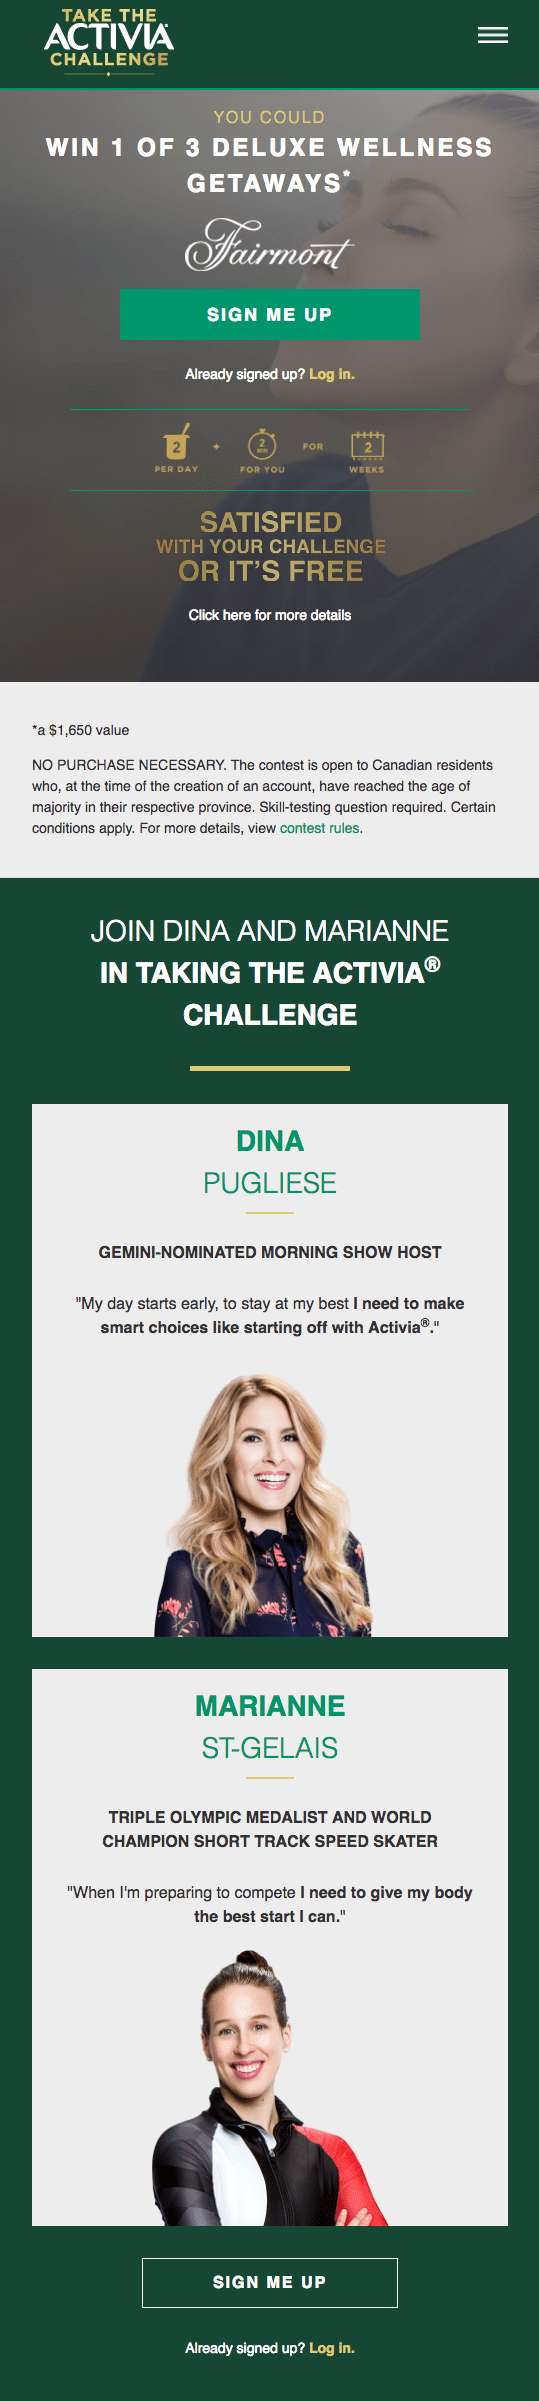 TAKE THE
ACTIVIA
CHALLENGE
YOU COULD
WIN 1 OF 3 DELUXE WELLNESS
GETAWAYS*
Fairmont
SIGN ME UP
Already signed up? Log in.
2
PER DAY
+
2
MIN
FOR YOU
FOR
2
WEEKS
SATISFIED
WITH YOUR CHALLENGE
OR IT'S FREE
Click here for more details
*a $1,650 value
NO PURCHASE NECESSARY. The contest is open to Canadian residents
who, at the time of the creation of an account, have reached the age of
majority in their respective province. Skill-testing question required. Certain
conditions apply. For more details, view contest rules.
JOIN DINA AND MARIANNE
IN TAKING THE ACTIVIA®
CHALLENGE
DINA
PUGLIESE
GEMINI-NOMINATED MORNING SHOW HOST
"My day starts early, to stay at my best I need to make
smart choices like starting off with Activia®."
MARIANNE
ST-GELAIS
TRIPLE OLYMPIC MEDALIST AND WORLD
CHAMPION SHORT TRACK SPEED SKATER
"When I'm preparing to compete I need to give my body
the best start I can."
SIGN ME UP
Already signed up? Log in.